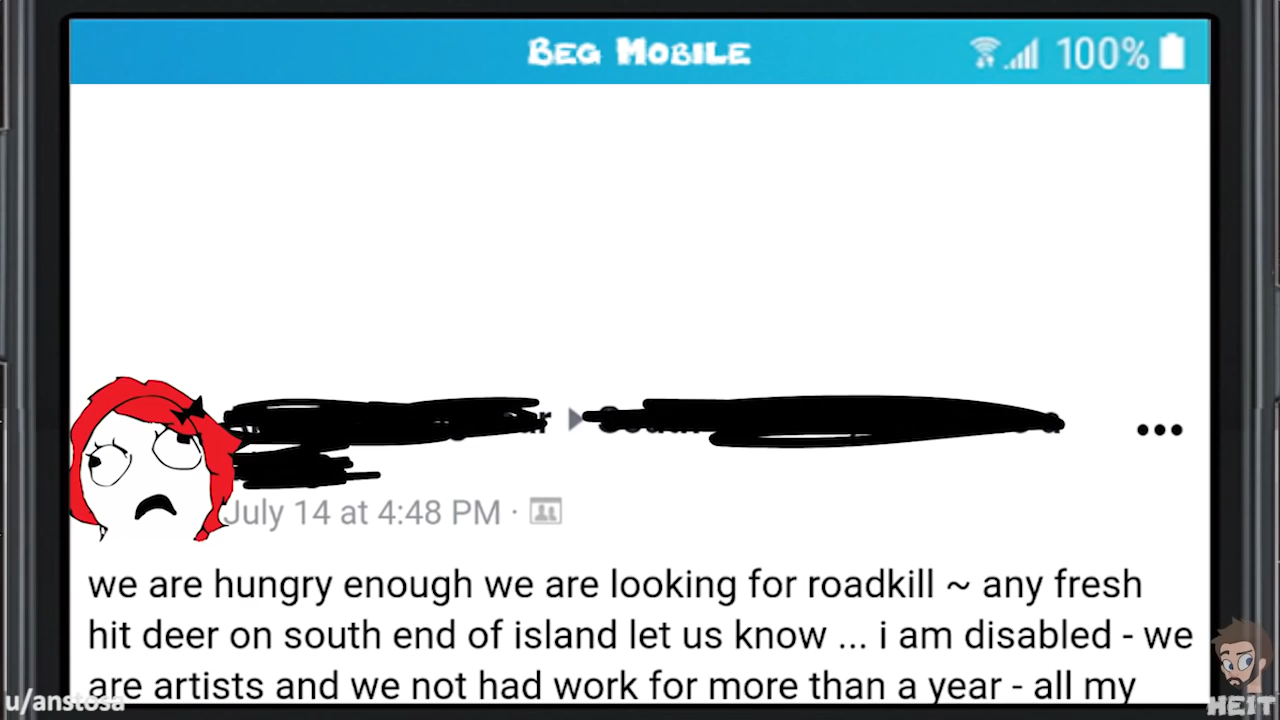 Beg Mobile
100%
July 14 at 4:48 PM ·
we are hungry enough we are looking for roadkill ~ any fresh
hit deer on south end of island let us know ... i am disabled - we
are artists and we not had work for more than a year - all my
u/anstosa
HEIT